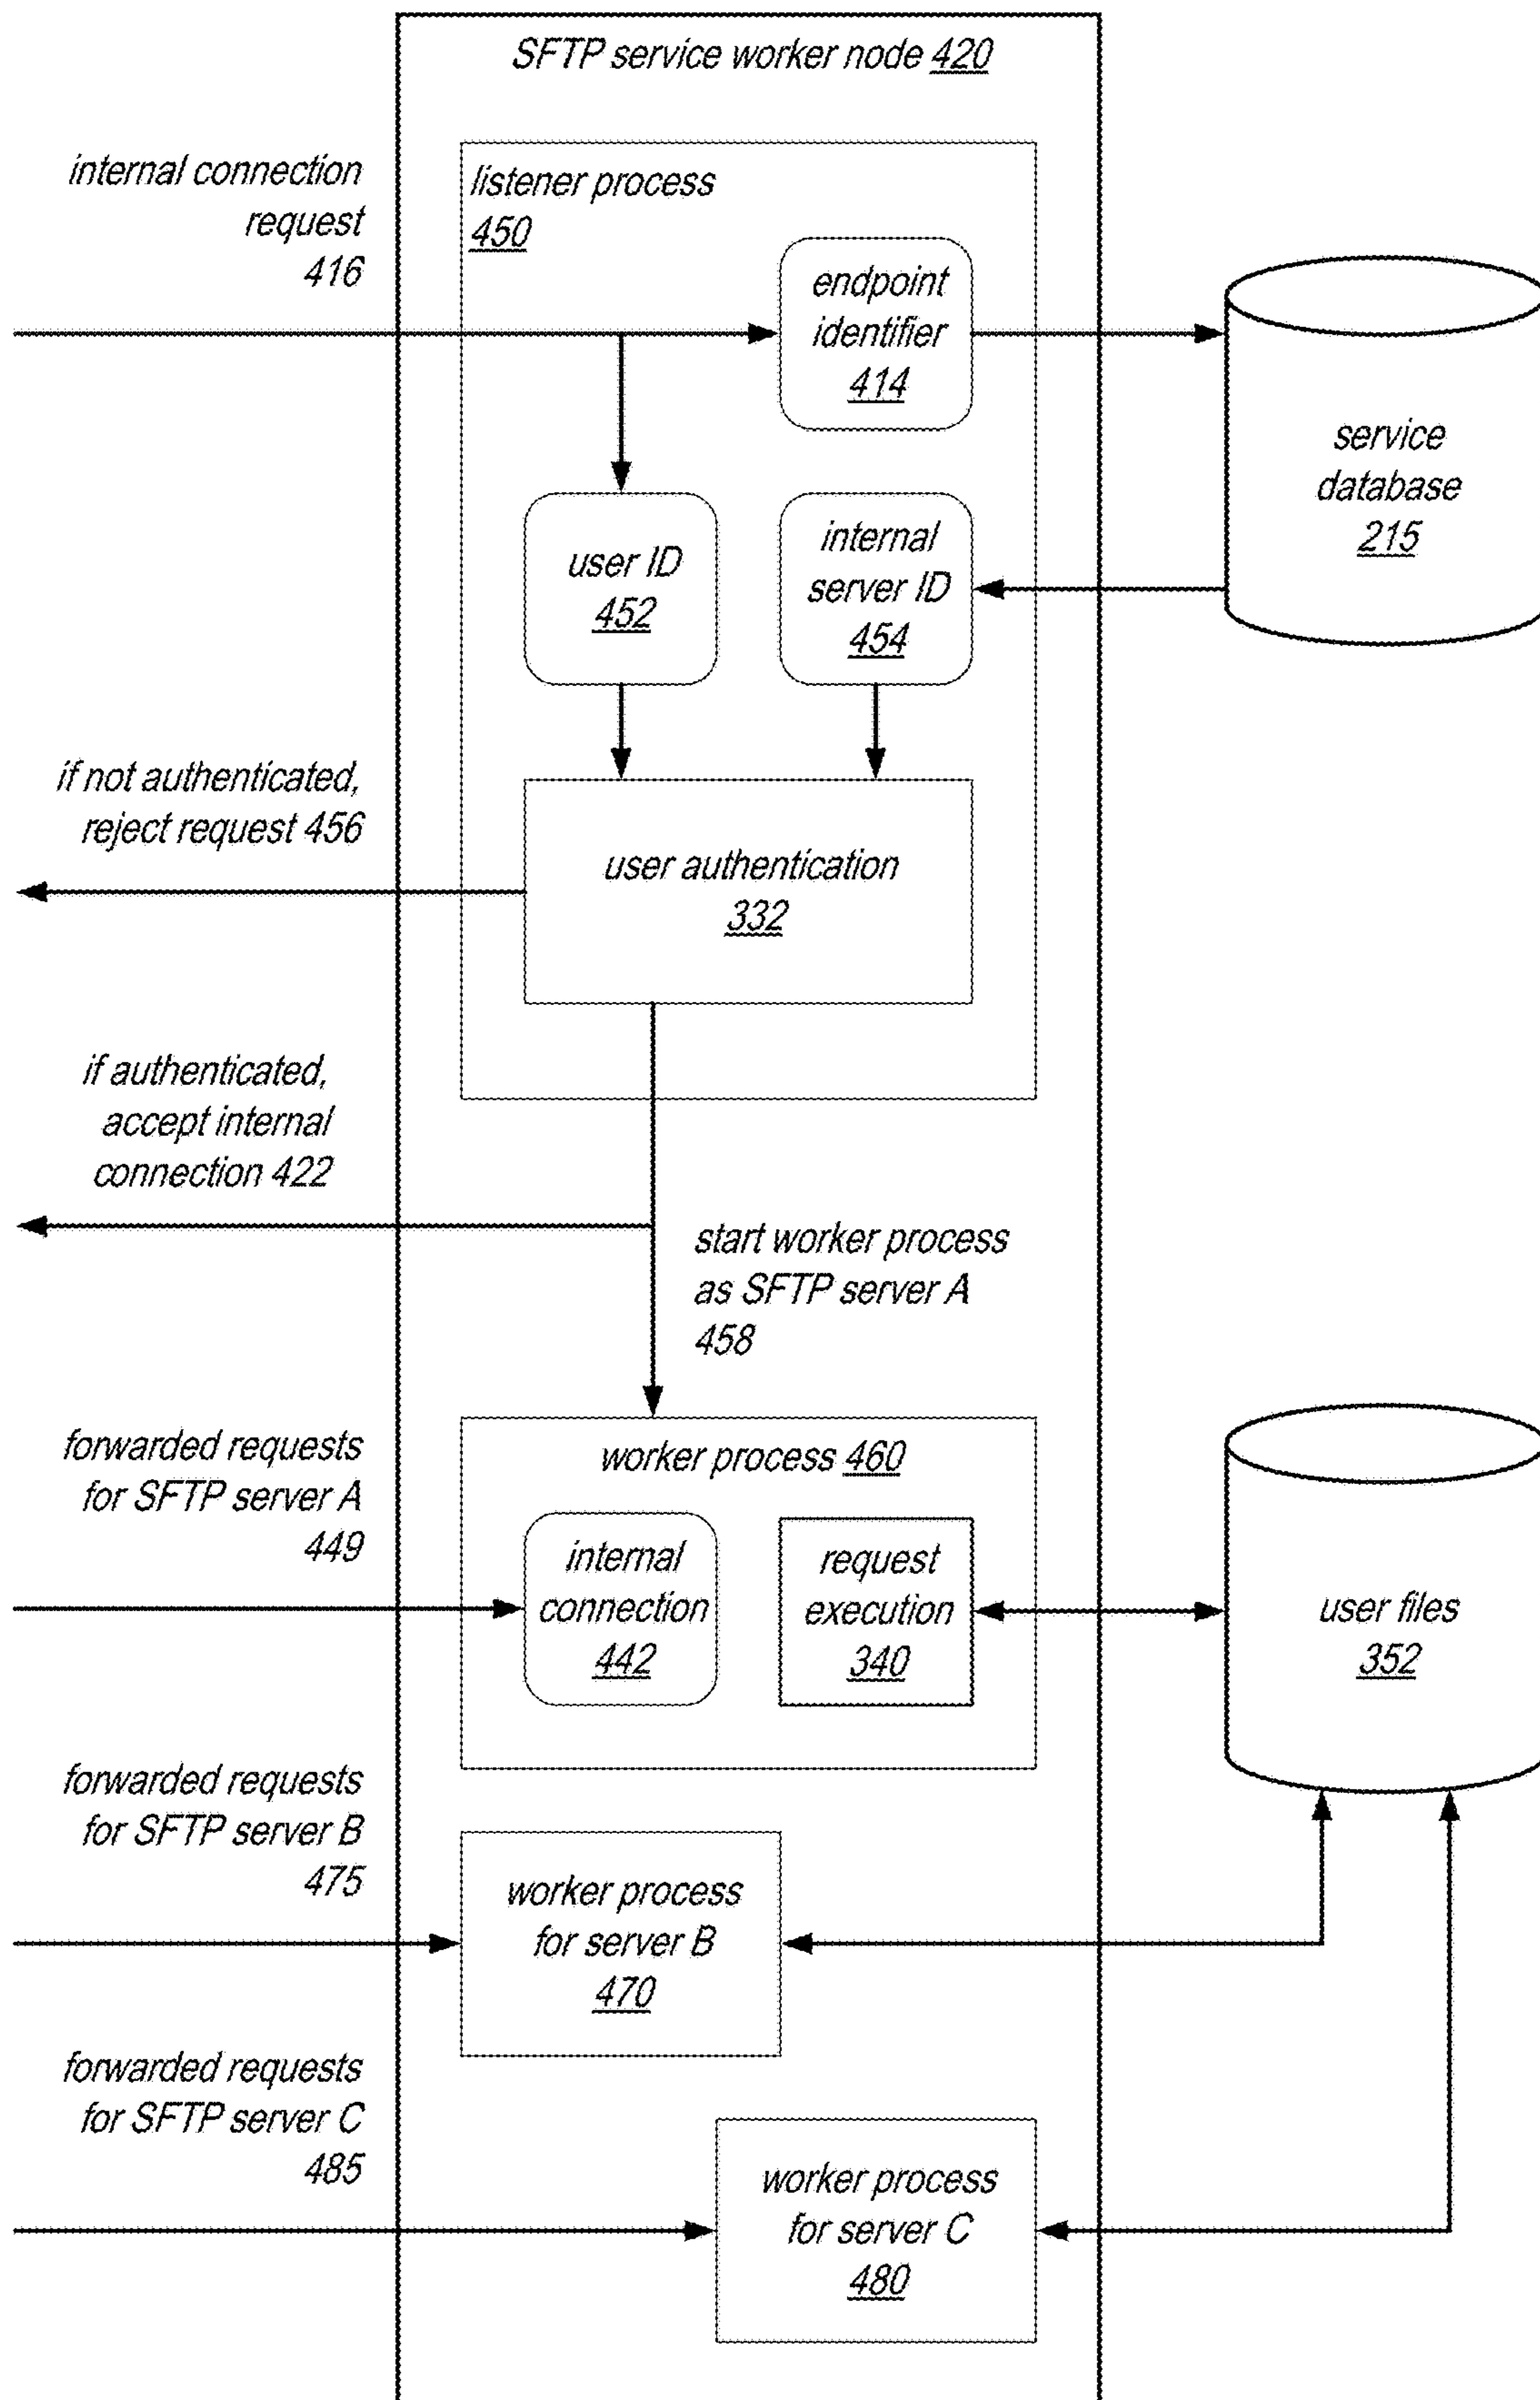 SFTP service worker node 420
internal connection
request
416
listener process
450
endpoint
identifier
414
service
database
215
user ID
452
internal
server ID
454
if not authenticated,
reject request 456
user authentication
332
if authenticated,
accept internal
connection 422
start worker process
as SFTP server A
458
forwarded requests
for SFTP server A
449
worker process 460
internal
connection
442
request
execution
340
user files
352
forwarded requests
for SFTP server B
475
worker process
for server B
470
forwarded requests
for SFTP server C
485
worker process
for server C
480